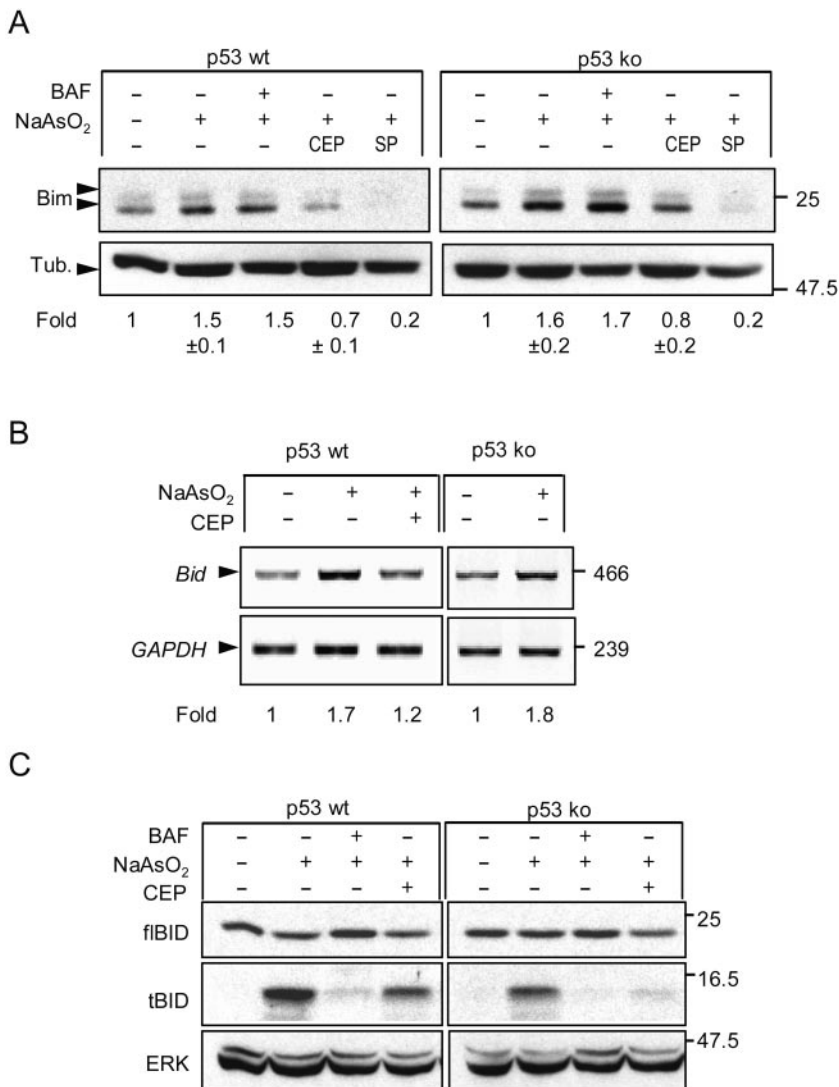 A
p53 wt p53 ko
BAF – – + – – – – + – –
NaAsO₂ – + + + + – + + + +
– – – CEP SP – – – CEP SP
Bim 25
Tub. 47.5
Fold 1 1.5 1.5 0.7 0.2 1 1.6 1.7 0.8 0.2
±0.1 ± 0.1 ±0.2 ±0.2
B
p53 wt p53 ko
NaAsO₂ – + + – +
CEP – – + – –
Bid 466
GAPDH 239
Fold 1 1.7 1.2 1 1.8
C
p53 wt p53 ko
BAF – – + – – – + –
NaAsO₂ – + + + – + + +
CEP – – – + – – – +
flBID 25
tBID 16.5
ERK 47.5